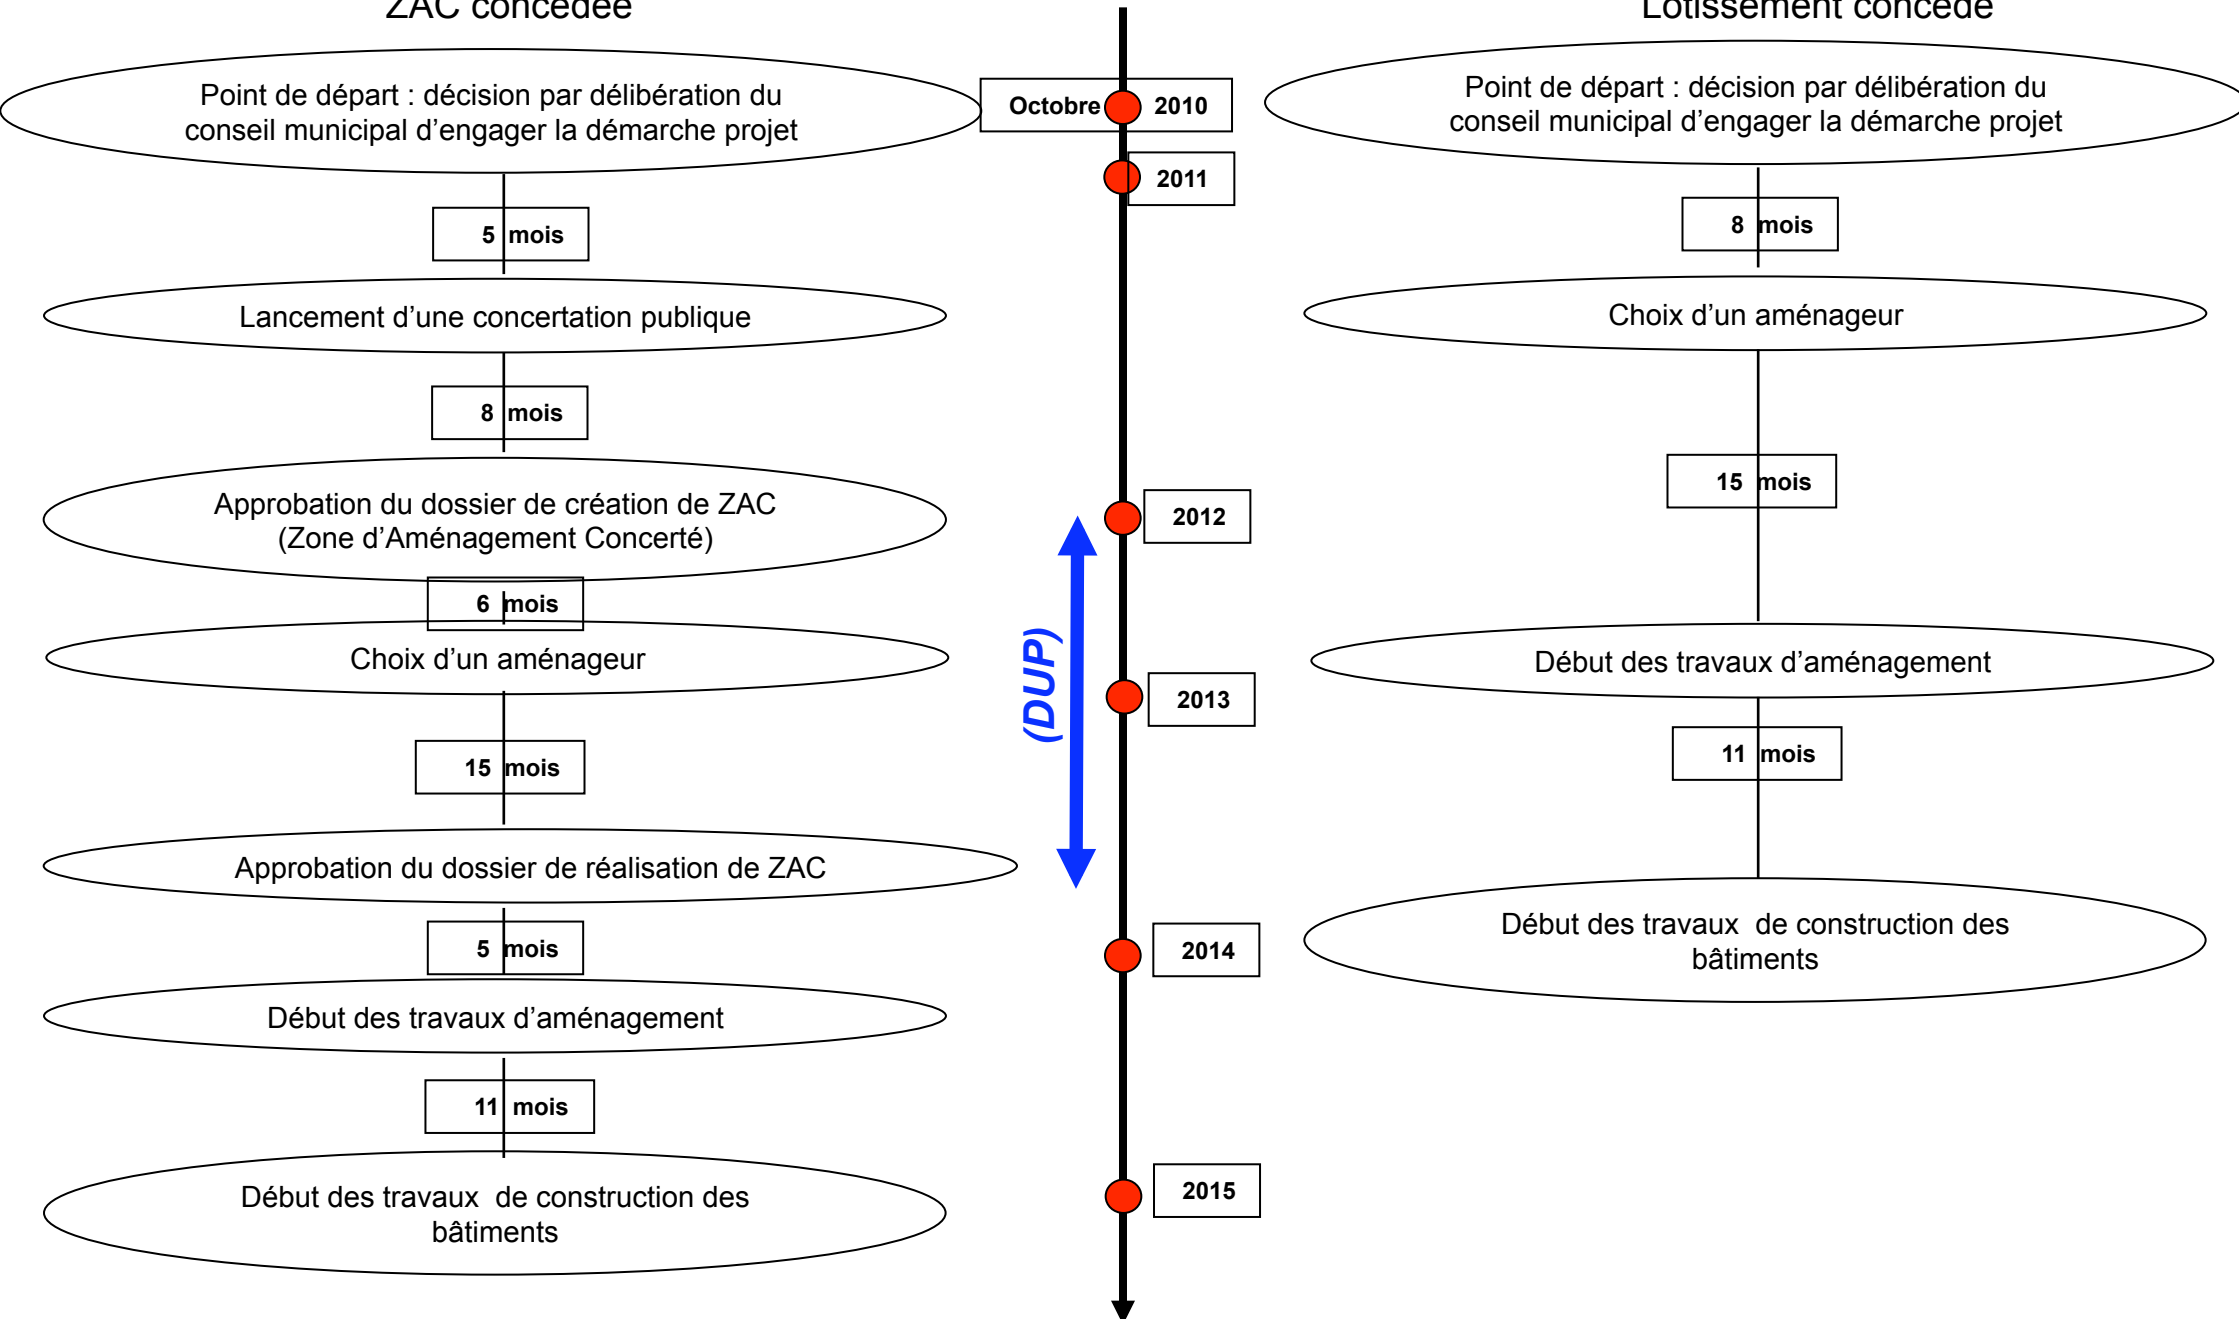 ZAC concédée
Point de départ : décision par délibération du
conseil municipal d’engager la démarche projet
5 mois
Lancement d’une concertation publique
8 mois
Approbation du dossier de création de ZAC
(Zone d’Aménagement Concerté)
6 mois
Choix d’un aménageur
15 mois
Approbation du dossier de réalisation de ZAC
5 mois
Début des travaux d’aménagement
11 mois
Début des travaux de construction des
bâtiments
Octobre 2010
2011
2012
(DUP)
2013
2014
2015
Lotissement concédé
Point de départ : décision par délibération du
conseil municipal d’engager la démarche projet
8 mois
Choix d’un aménageur
15 mois
Début des travaux d’aménagement
11 mois
Début des travaux de construction des
bâtiments